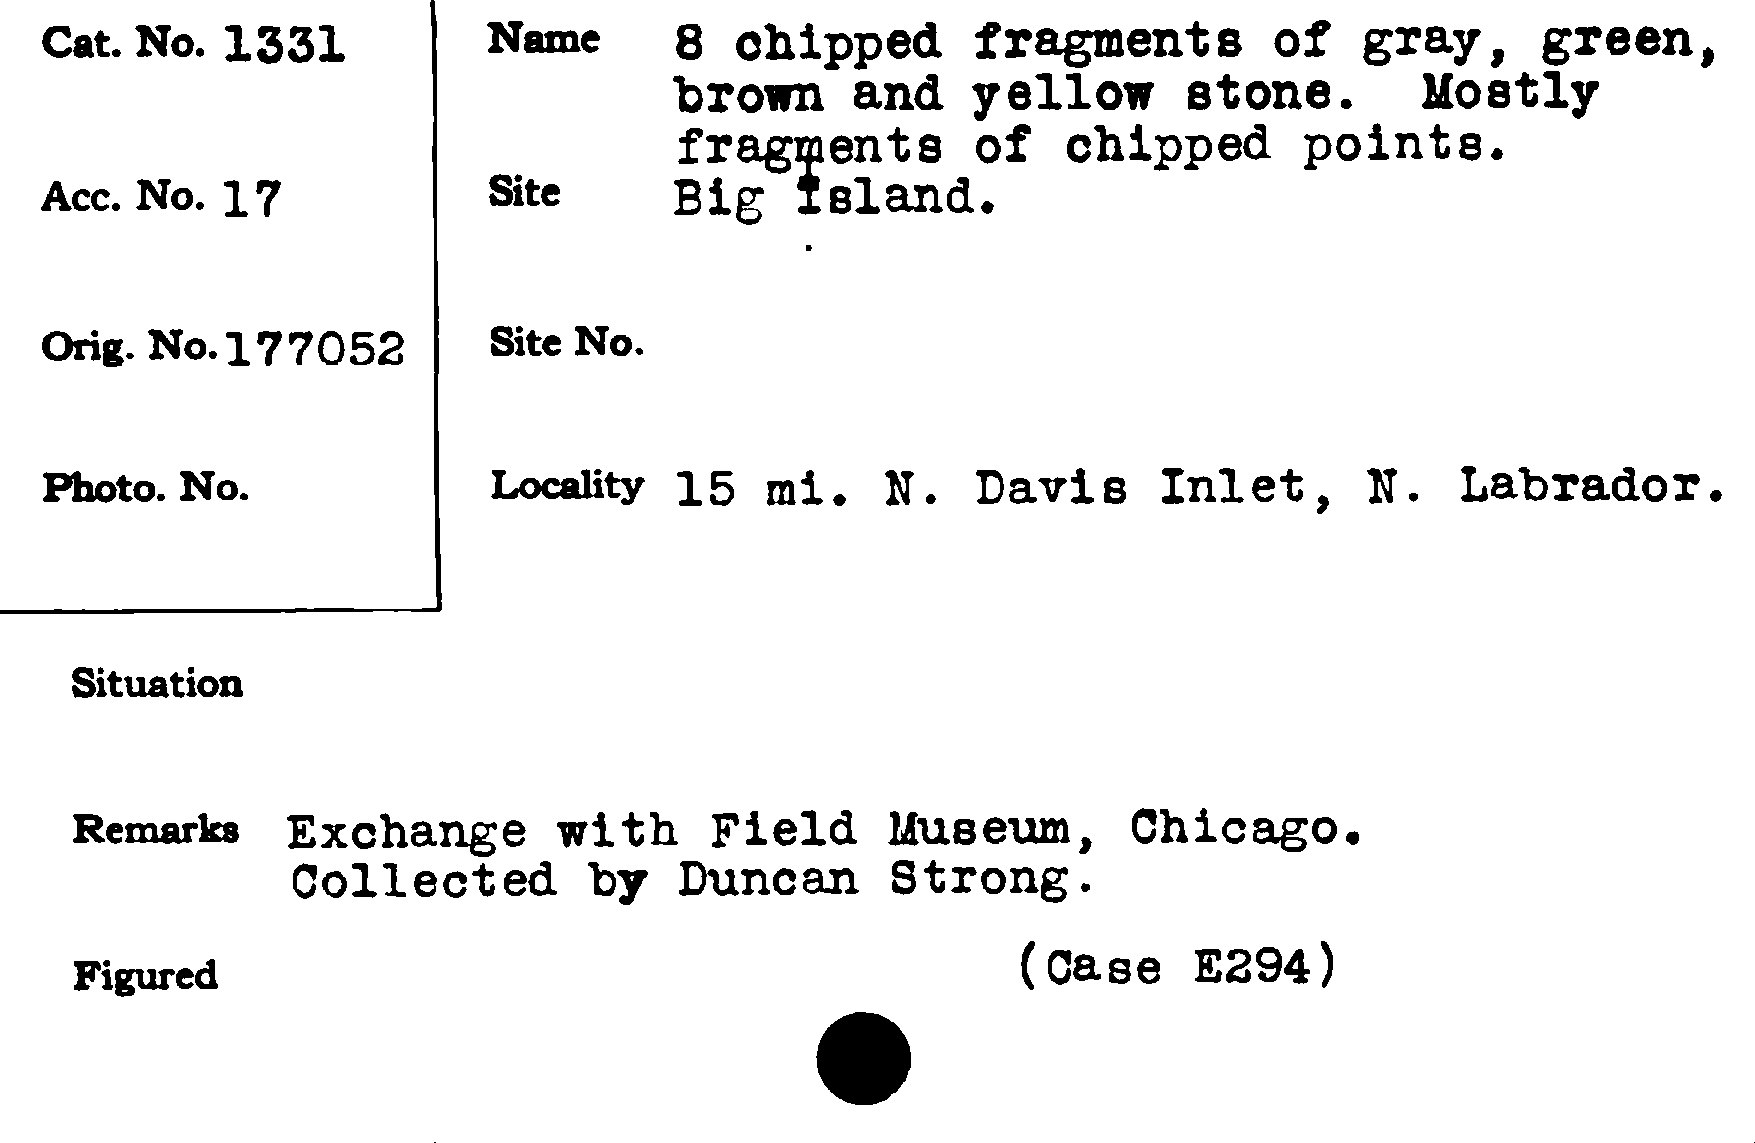 Cat. No. 1331
Name 8 chipped fragments of gray, green,
brown and yellow stone. Mostly
fragments of chipped points.
Acc. No. 17
Site Big Island.
Orig. No. 177052
Site No.
Photo. No.
Locality 15 mi. N. Davis Inlet, N. Labrador.
Situation
Remarks Exchange with Field Museum, Chicago.
Collected by Duncan Strong.
Figured
(Case E294)